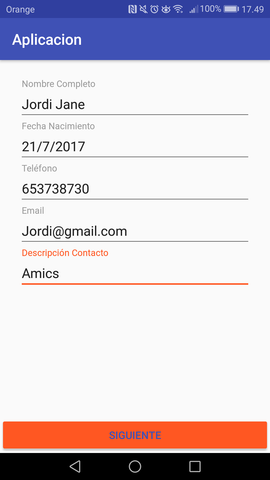 Orange 100% 17.49
Aplicacion
Nombre Completo
Jordi Jane
Fecha Nacimiento
21/7/2017
Teléfono
653738730
Email
Jordi@gmail.com
Descripción Contacto
Amics
SIGUIENTE